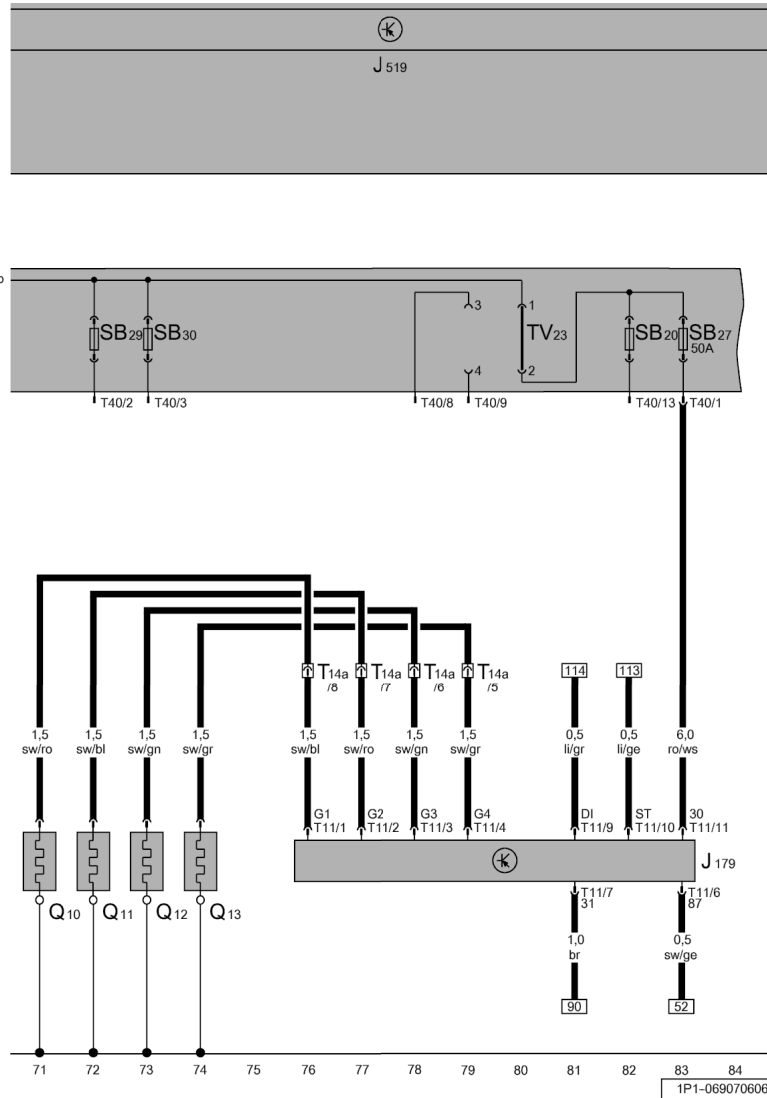 J 519
SB29 SB30 3 1 TV23 SB20 SB27
50A
4 2
T40/2 T40/3 T40/8 T40/9 T40/13 T40/1
T14a T14a T14a T14a 114 113
/8 /7 /6 /5
1,5 1,5 1,5 1,5 1,5 1,5 1,5 1,5 0,5 0,5 6,0
sw/ro sw/bl sw/gn sw/gr sw/bl sw/ro sw/gn sw/gr li/gr li/ge ro/ws
G1 G2 G3 G4 DI ST 30
T11/1 T11/2 T11/3 T11/4 T11/9 T11/10 T11/11
J 179
T11/7 T11/6
31 87
Q10 Q11 Q12 Q13
1,0 0,5
br sw/ge
90 52
71 72 73 74 75 76 77 78 79 80 81 82 83 84
1P1-069070606